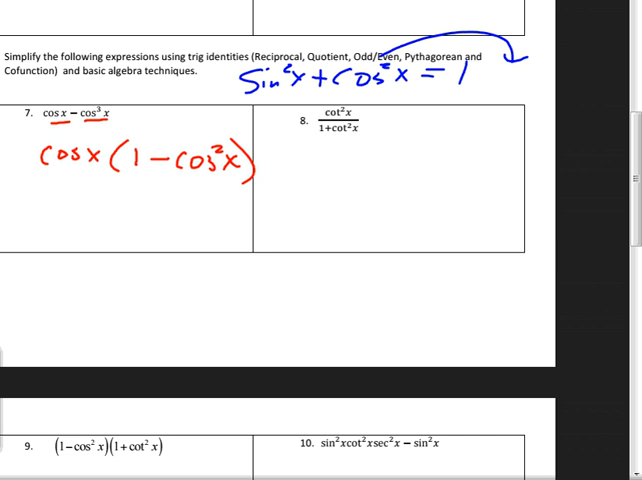 Simplify the following expressions using trig identities (Reciprocal, Quotient, Odd/Even, Pythagorean and
Cofunction) and basic algebra techniques.
sin²x + cos²x = 1
7. cos x − cos³ x
cosx(1 − cos²x)
8. cot²x / 1+cot²x
9. (1−cos² x)(1+cot² x)
10. sin²xcot²xsec²x − sin²x